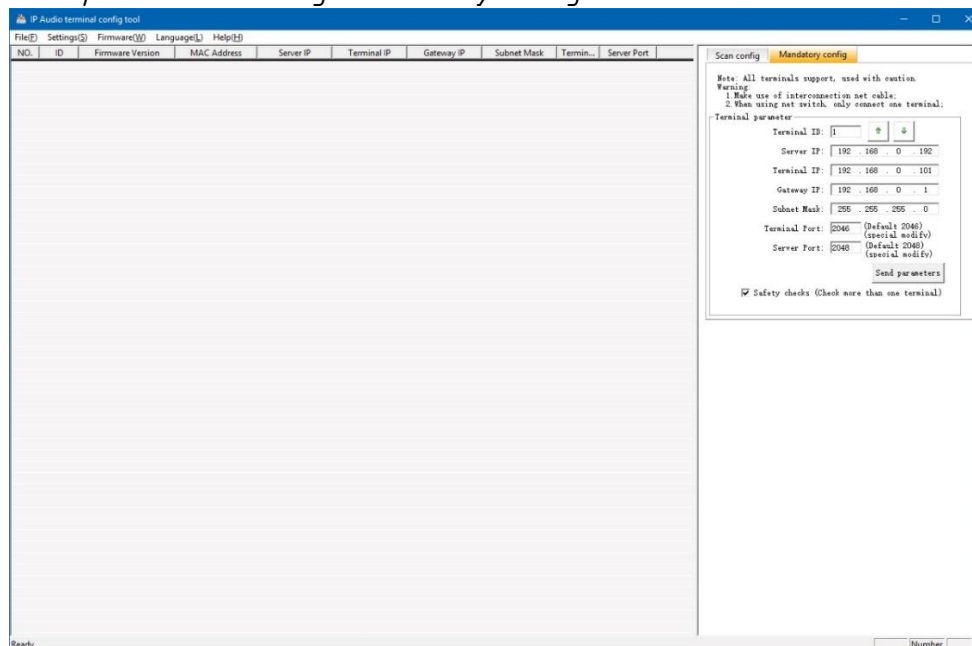 IP Audio terminal config tool
File(F) Settings(S) Firmware(W) Language(L) Help(H)
NO. ID Firmware Version MAC Address Server IP Terminal IP Gateway IP Subnet Mask Termin... Server Port
Scan config Mandatory config
Note: All terminals support, used with caution.
Warning:
1.Make use of interconnection net cable;
2.When using net switch, only connect one terminal;
Terminal parameter
Terminal ID: 1
Server IP: 192 . 168 . 0 . 192
Terminal IP: 192 . 168 . 0 . 101
Gateway IP: 192 . 168 . 0 . 1
Subnet Mask: 255 . 255 . 255 . 0
Terminal Port: 2046 (Default 2046)
(special modify)
Server Port: 2048 (Default 2048)
(special modify)
Send parameters
Safety checks (Check more than one terminal)
Ready
Number